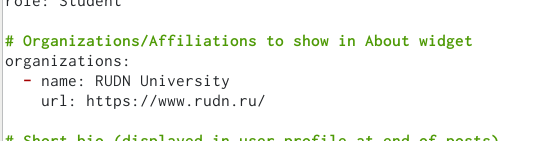 role: Student
# Organizations/Affiliations to show in About widget
organizations:
- name: RUDN University
url: https://www.rudn.ru/
# Short bio (displayed in user profile at end of posts)